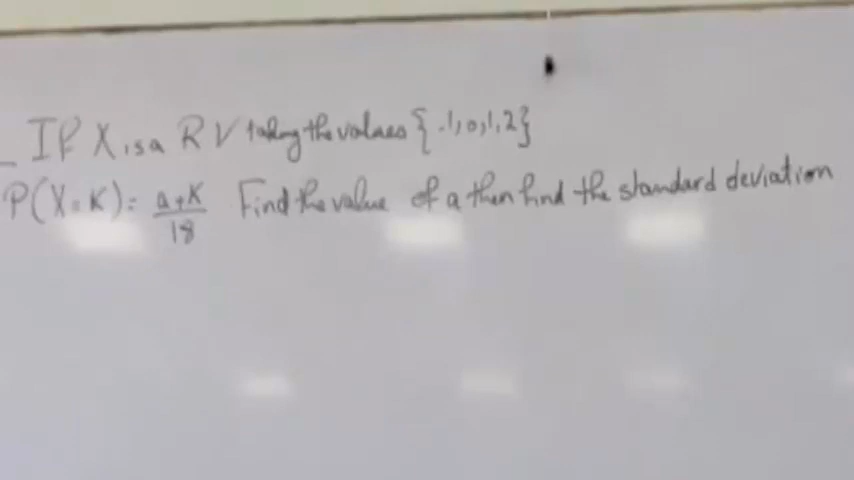 _ If X is a RV taking the values {-1,0,1,2}
P(X=K)= a+K/18 Find the value of a then find the standard deviation